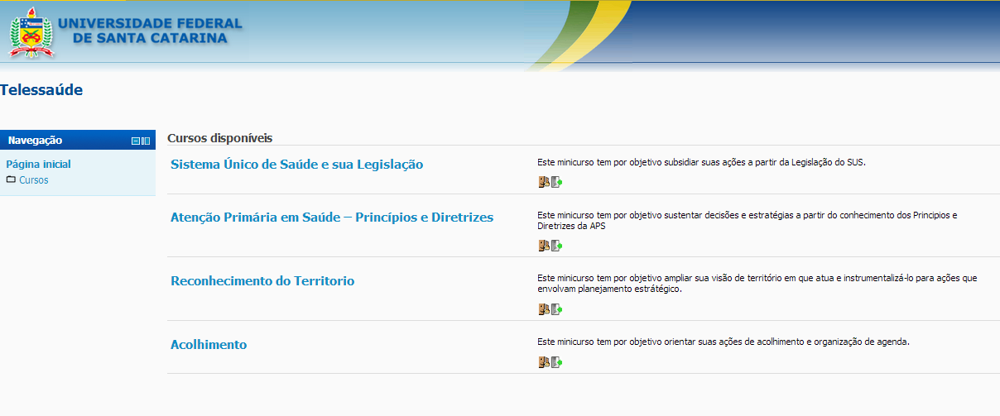 UNIVERSIDADE FEDERAL
DE SANTA CATARINA
Telessaúde
Navegação
Página inicial
Cursos
Cursos disponíveis
Sistema Único de Saúde e sua Legislação
Este minicurso tem por objetivo subsidiar suas ações a partir da Legislação do SUS.
Atenção Primária em Saúde – Princípios e Diretrizes
Este minicurso tem por objetivo sustentar decisões e estratégias a partir do conhecimento dos Principios e
Diretrizes da APS
Reconhecimento do Territorio
Este minicurso tem por objetivo ampliar sua visão de território em que atua e instrumentalizá-lo para ações que
envolvam planejamento estrátégico.
Acolhimento
Este minicurso tem por objetivo orientar suas ações de acolhimento e organização de agenda.